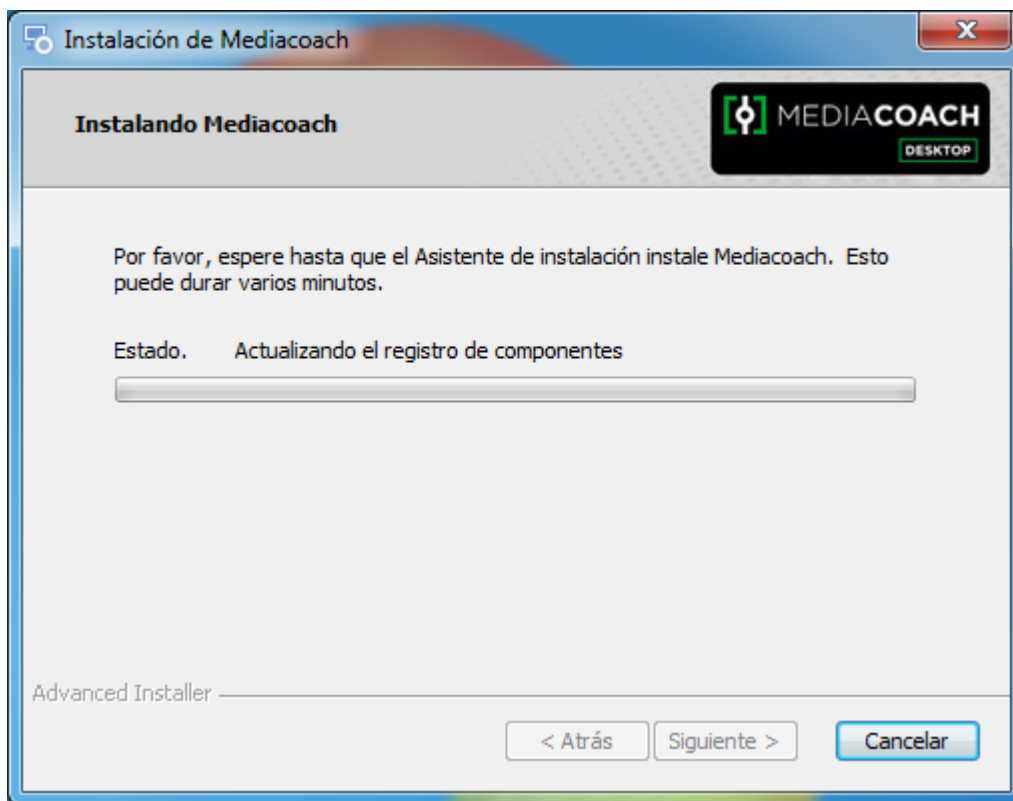 Instalación de Mediacoach
Instalando Mediacoach
MEDIACOACH
DESKTOP
Por favor, espere hasta que el Asistente de instalación instale Mediacoach. Esto
puede durar varios minutos.
Estado. Actualizando el registro de componentes
Advanced Installer
< Atrás Siguiente > Cancelar